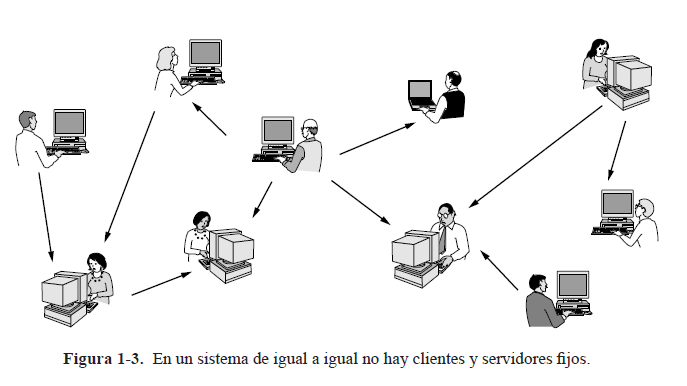 Figura 1-3. En un sistema de igual a igual no hay clientes y servidores fijos.